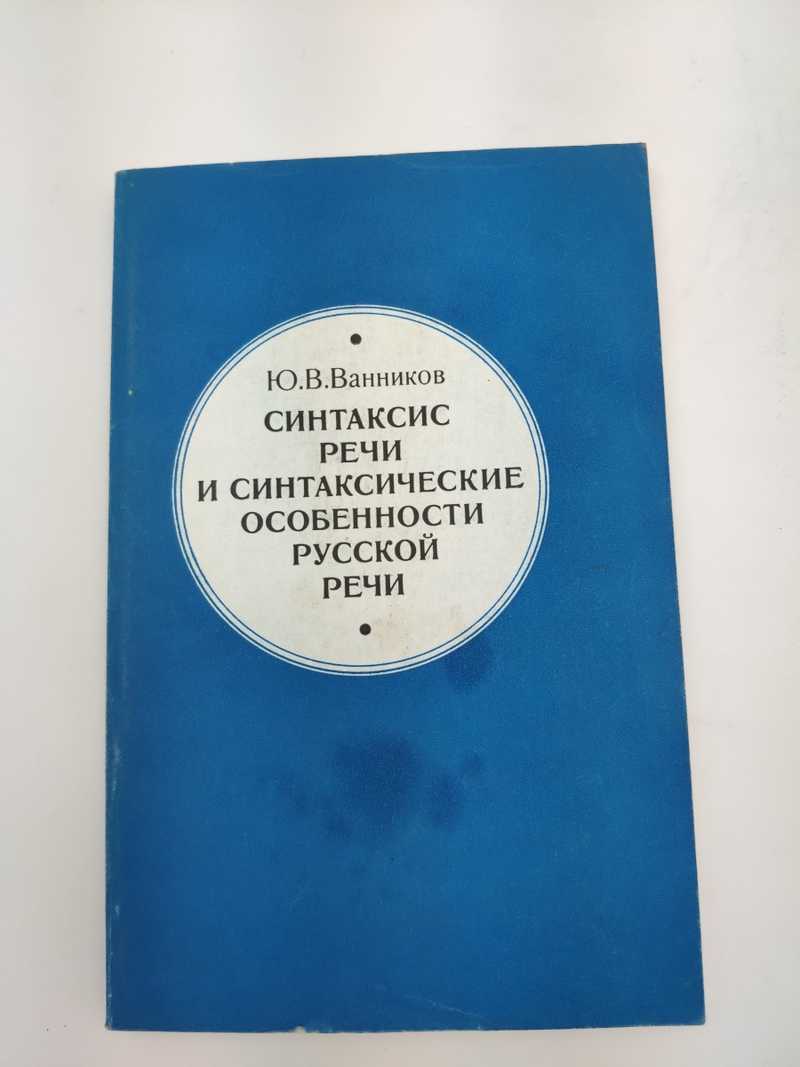 Ю.В.Ванников
СИНТАКСИС
РЕЧИ
И СИНТАКСИЧЕСКИЕ
ОСОБЕННОСТИ
РУССКОЙ
РЕЧИ